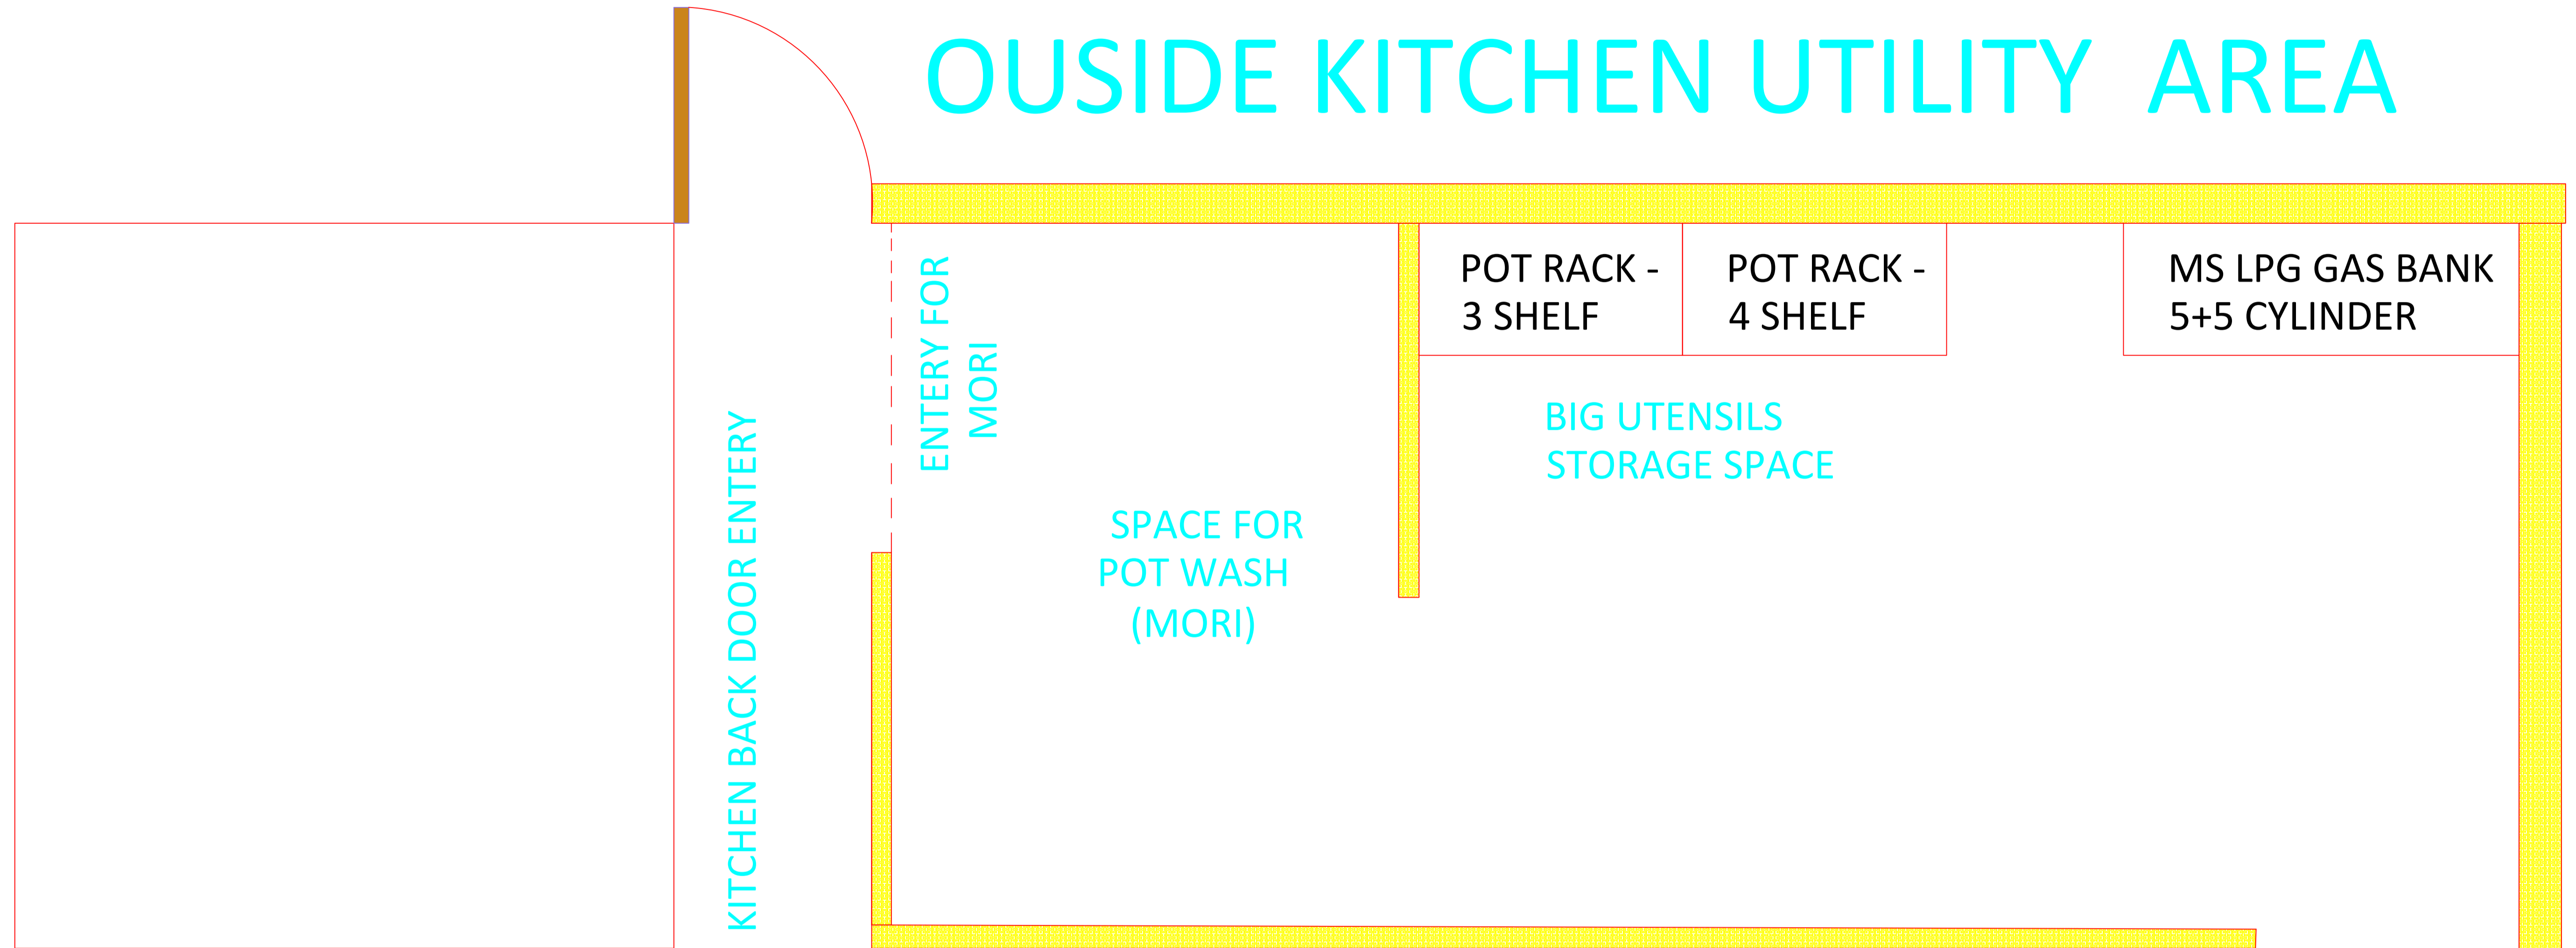 OUSIDE KITCHEN UTILITY  AREA
KITCHEN BACK DOOR ENTERY
ENTERY FOR
MORI
SPACE FOR
POT WASH
(MORI)
POT RACK -
3 SHELF
POT RACK -
4 SHELF
MS LPG GAS BANK
5+5 CYLINDER
BIG UTENSILS
STORAGE SPACE